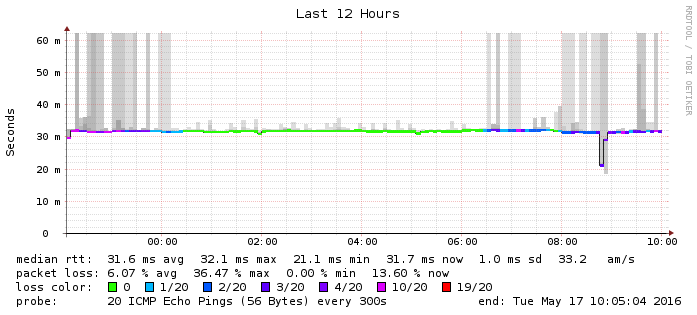 Last 12 Hours
RRDTOOL / TOBI OETIKER
Seconds
60 m
50 m
40 m
30 m
20 m
10 m
0
00:00 02:00 04:00 06:00 08:00 10:00
median rtt: 31.6 ms avg 32.1 ms max 21.1 ms min 31.7 ms now 1.0 ms sd 33.2 am/s
packet loss: 6.07 % avg 36.47 % max 0.00 % min 13.60 % now
loss color: 0 1/20 2/20 3/20 4/20 10/20 19/20
probe: 20 ICMP Echo Pings (56 Bytes) every 300s end: Tue May 17 10:05:04 2016